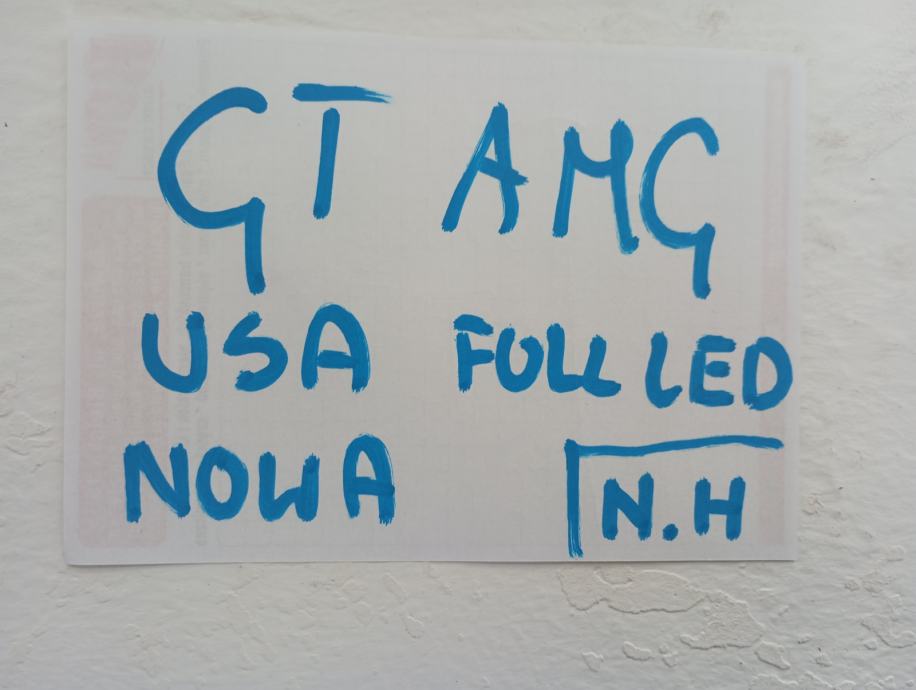 GT AMG
USA FULL LED
NOWA N.H